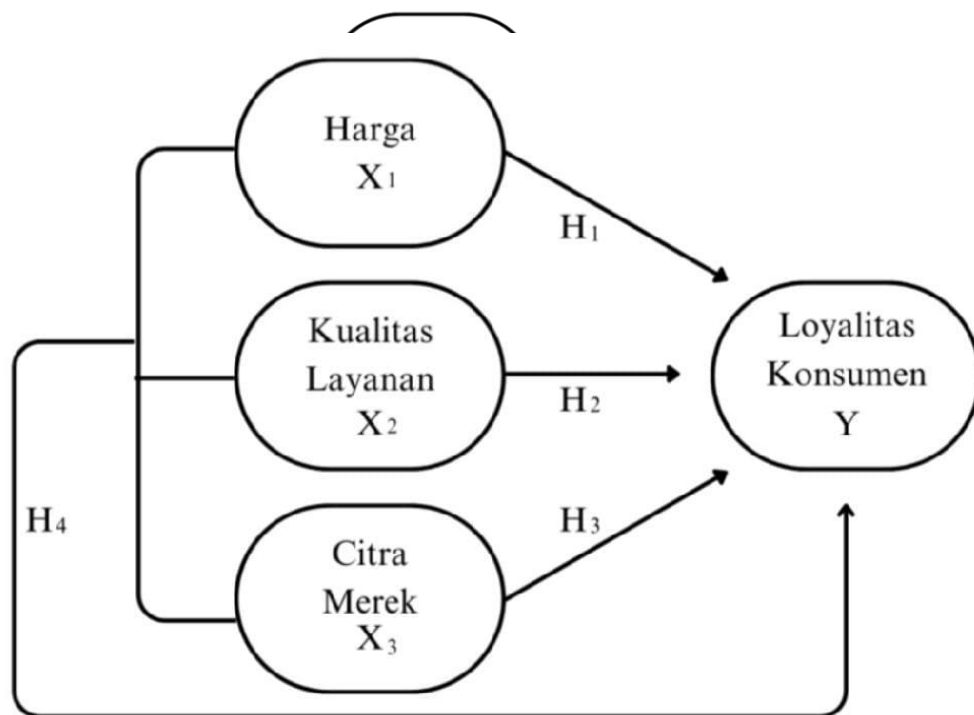 Harga
X₁
H₁
Kualitas
Layanan
X₂
H₂
Loyalitas
Konsumen
Y
H₄
Citra
Merek
X₃
H₃